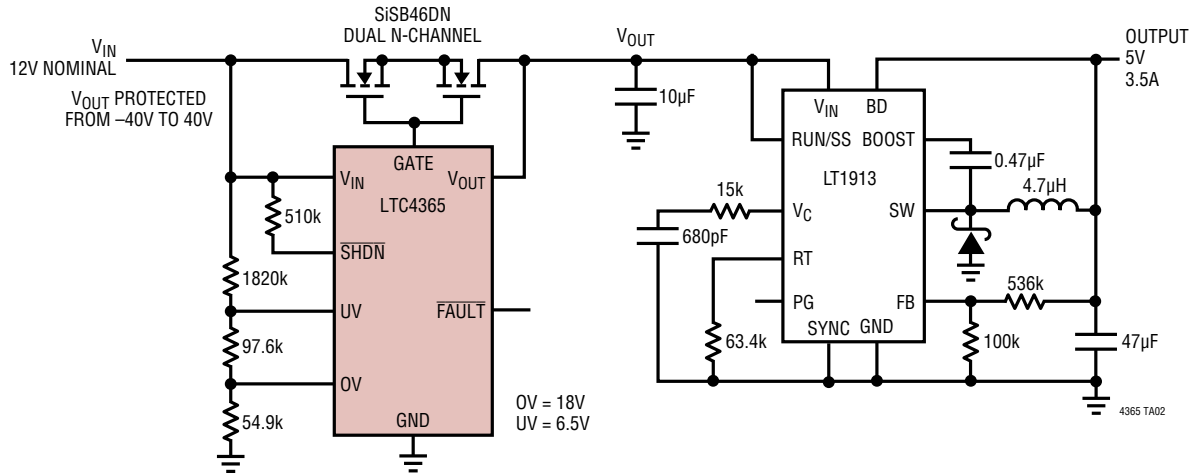 SiSB46DN
DUAL N-CHANNEL
VIN
12V NOMINAL
VOUT PROTECTED
FROM –40V TO 40V
VOUT
OUTPUT
5V
3.5A
10µF
GATE
VIN
VOUT
LTC4365
510k
SHDN
1820k
UV
FAULT
97.6k
OV
54.9k
GND
OV = 18V
UV = 6.5V
VIN
BD
RUN/SS
BOOST
LT1913
0.47µF
4.7µH
15k
VC
SW
680pF
RT
536k
PG
FB
SYNC
GND
63.4k
100k
47µF
4365 TA02